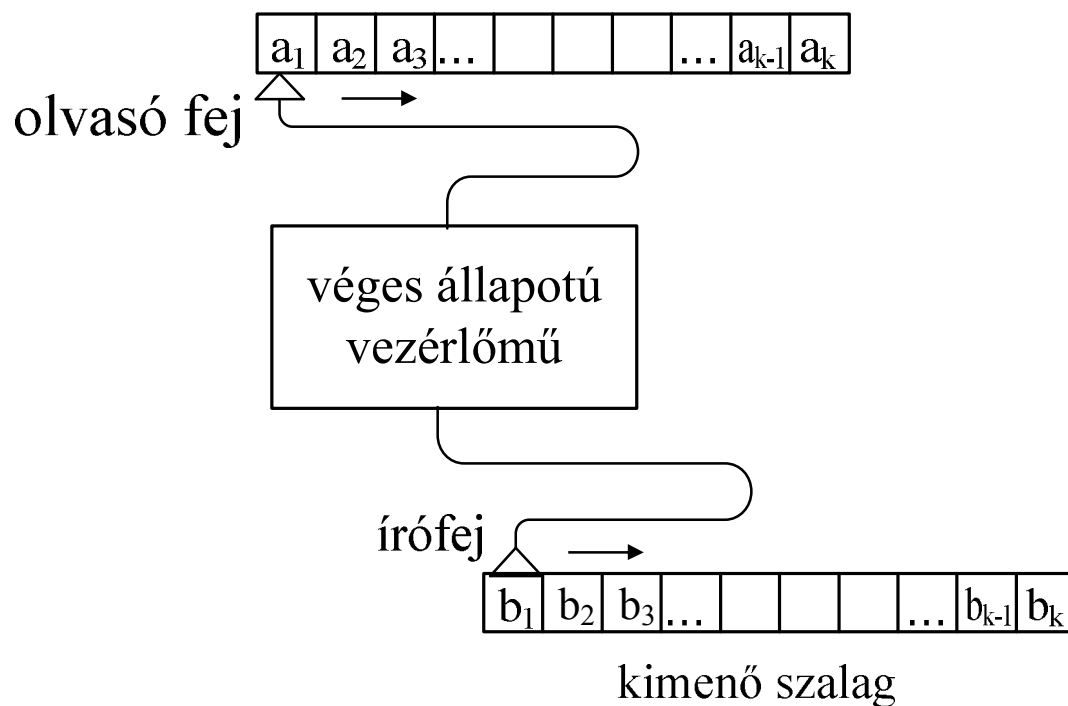 a1 a2 a3 ... ... ak-1 ak
olvasó fej
véges állapotú
vezérlőmű
írófej
b1 b2 b3 ... ... bk-1 bk
kimenő szalag